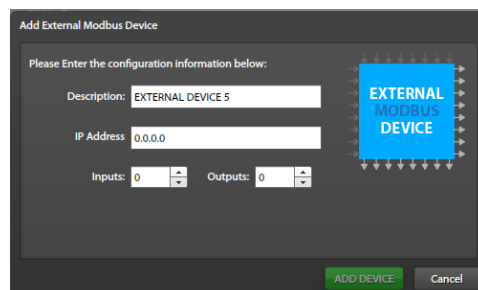 Add External Modbus Device
Please Enter the configuration information below:
Description: EXTERNAL DEVICE 5
IP Address 0.0.0.0
Inputs: 0 Outputs: 0
EXTERNAL
MODBUS
DEVICE
ADD DEVICE Cancel